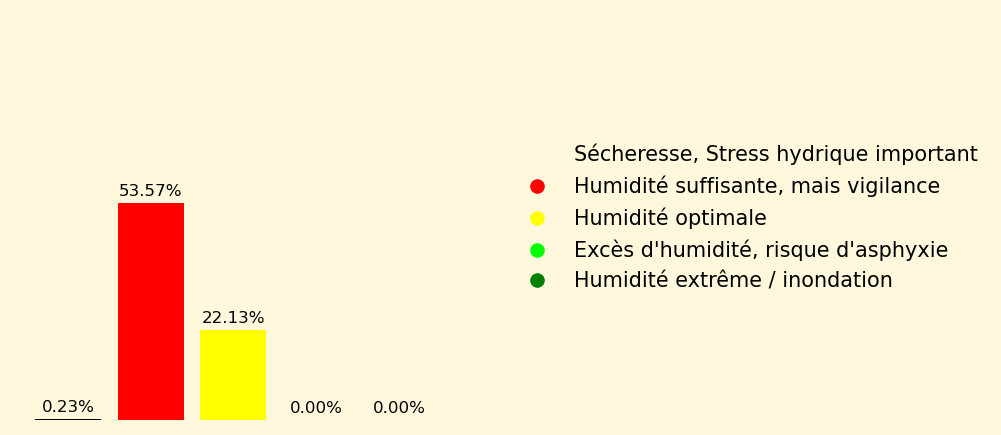 53.57%
22.13%
0.23%
0.00%
0.00%
Sécheresse, Stress hydrique important
Humidité suffisante, mais vigilance
Humidité optimale
Excès d'humidité, risque d'asphyxie
Humidité extrême / inondation